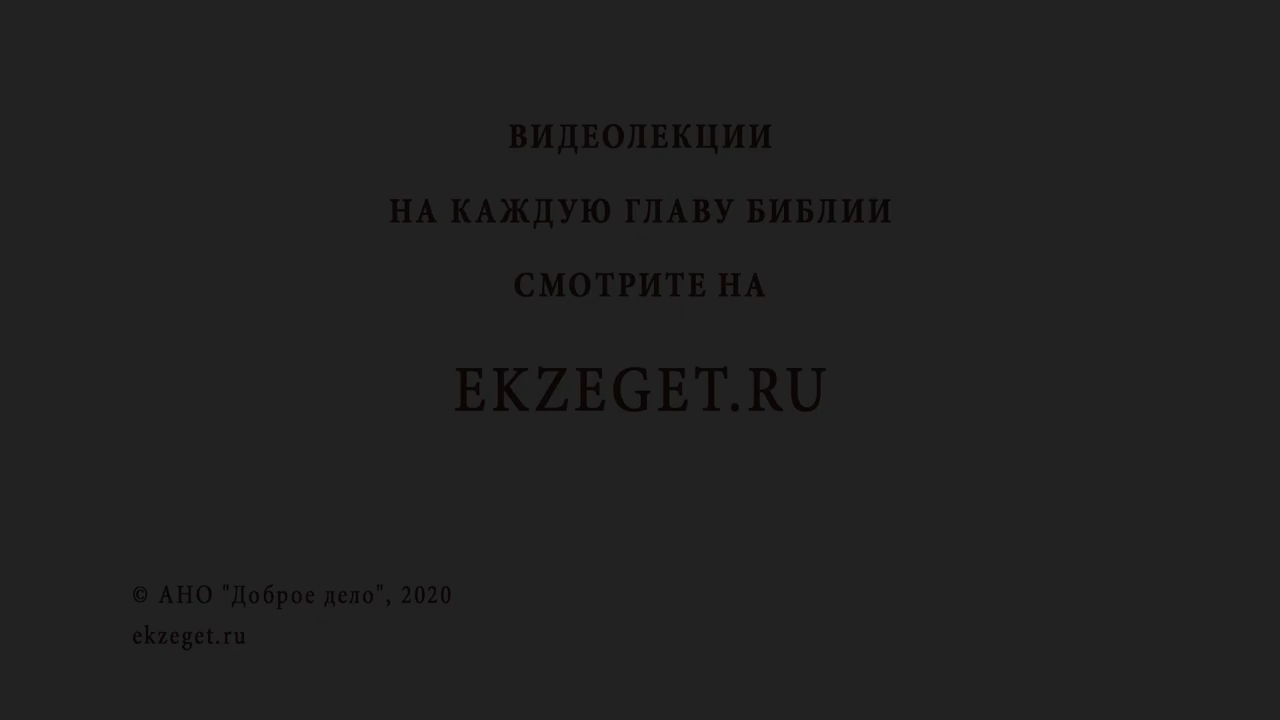 ВИДЕОЛЕКЦИИ
НА КАЖДУЮ ГЛАВУ БИБЛИИ
СМОТРИТЕ НА
EKZEGET.RU
© АНО "Доброе дело", 2020
ekzeget.ru